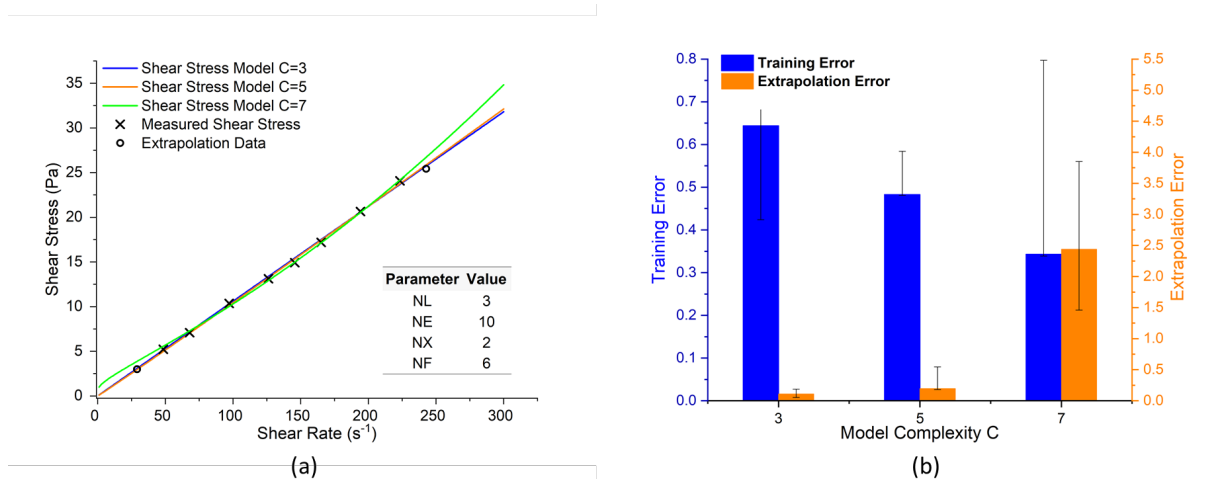 Shear Stress Model C=3
Shear Stress Model C=5
Shear Stress Model C=7
Measured Shear Stress
Extrapolation Data
35
30
25
20
15
10
5
0
Shear Stress (Pa)
Parameter Value
NL 3
NE 10
NX 2
NF 6
0 50 100 150 200 250 300
Shear Rate (s⁻¹)
(a)
Training Error
Extrapolation Error
0.8
0.7
0.6
0.5
0.4
0.3
0.2
0.1
0.0
Training Error
5.5
5.0
4.5
4.0
3.5
3.0
2.5
2.0
1.5
1.0
0.5
0.0
Extrapolation Error
3 5 7
Model Complexity C
(b)